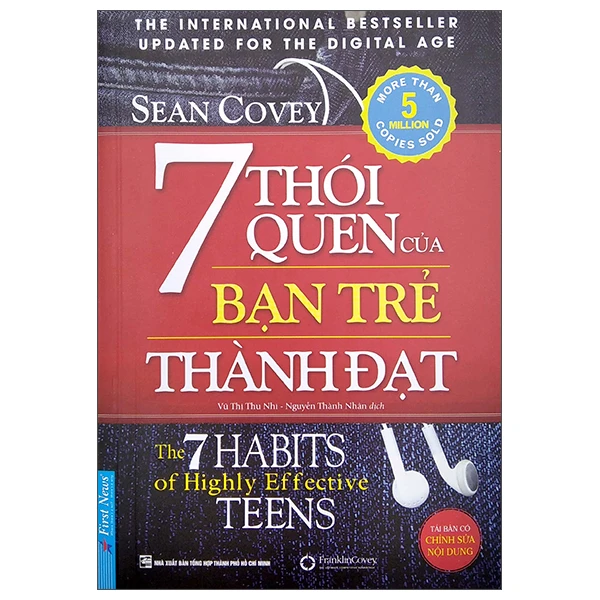 THE INTERNATIONAL BESTSELLER
UPDATED FOR THE DIGITAL AGE
SEAN COVEY
MORE THAN
5
MILLION
COPIES SOLD
7 THÓI
QUEN CỦA
BẠN TRẺ
THÀNH ĐẠT
Vũ Thị Thu Nhi - Nguyễn Thành Nhân dịch
The 7 HABITS
of Highly Effective
TEENS
First News
TÁI BẢN CÓ
CHỈNH SỬA
NỘI DUNG
NHÀ XUẤT BẢN TỔNG HỢP THÀNH PHỐ HỒ CHÍ MINH
FranklinCovey